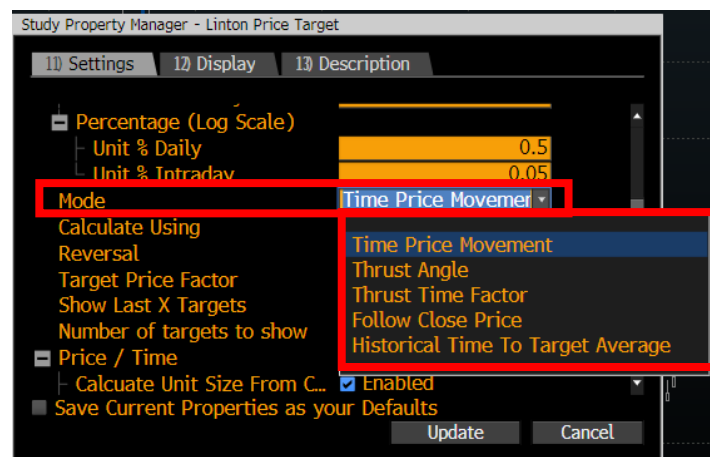 Study Property Manager - Linton Price Target
11) Settings 12) Display 13) Description
Percentage (Log Scale)
Unit % Daily 0.5
Unit % Intraday 0.05
Mode Time Price Movemer
Calculate Using
Time Price Movement
Reversal
Thrust Angle
Target Price Factor
Thrust Time Factor
Show Last X Targets
Follow Close Price
Number of targets to show
Historical Time To Target Average
Price / Time
Calcuate Unit Size From C... Enabled
Save Current Properties as your Defaults
Update Cancel